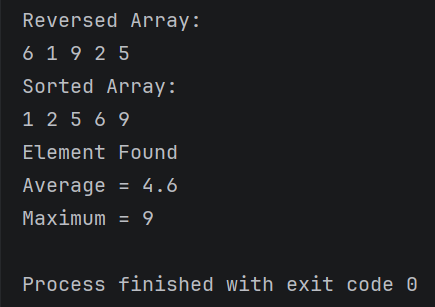 Reversed Array:
6 1 9 2 5
Sorted Array:
1 2 5 6 9
Element Found
Average = 4.6
Maximum = 9
Process finished with exit code 0